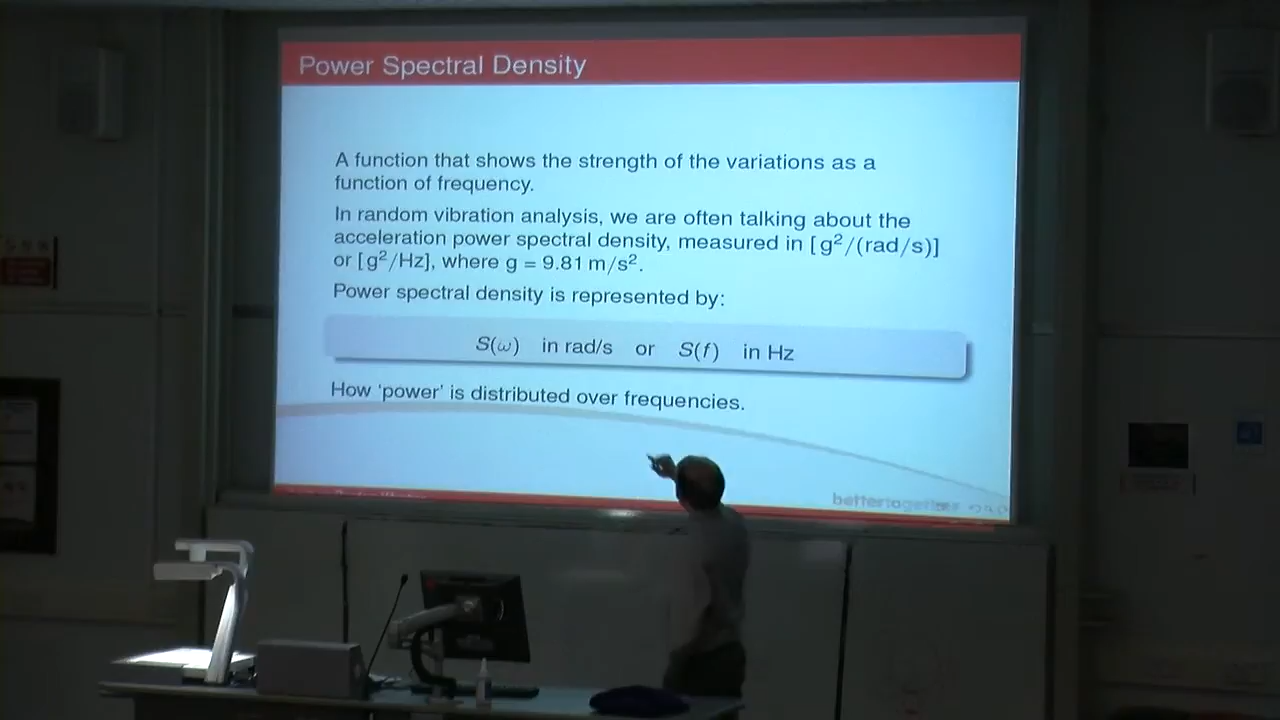 Power Spectral Density
A function that shows the strength of the variations as a
function of frequency.
In random vibration analysis, we are often talking about the
acceleration power spectral density, measured in [g²/(rad/s)]
or [g²/Hz], where g = 9.81 m/s².
Power spectral density is represented by:
S(ω) in rad/s or S(f) in Hz
How ‘power’ is distributed over frequencies.
bettertogether